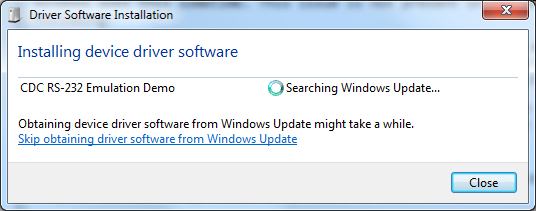 Driver Software Installation
Installing device driver software
CDC RS-232 Emulation Demo Searching Windows Update...
Obtaining device driver software from Windows Update might take a while.
Skip obtaining driver software from Windows Update
Close